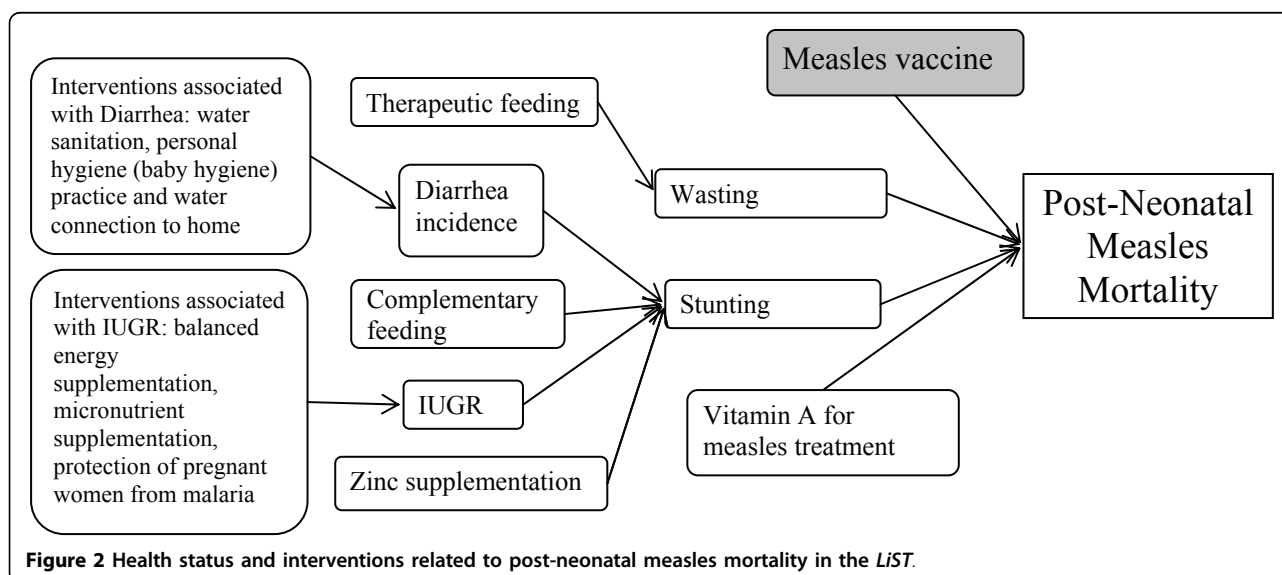 Measles vaccine
Interventions associated
with Diarrhea: water
sanitation, personal
hygiene (baby hygiene)
practice and water
connection to home
Therapeutic feeding
Diarrhea
incidence
Wasting
Post-Neonatal
Measles
Mortality
Interventions associated
with IUGR: balanced
energy
supplementation,
micronutrient
supplementation,
protection of pregnant
women from malaria
Complementary
feeding
Stunting
IUGR
Vitamin A for
measles treatment
Zinc supplementation
Figure 2 Health status and interventions related to post-neonatal measles mortality in the LiST.